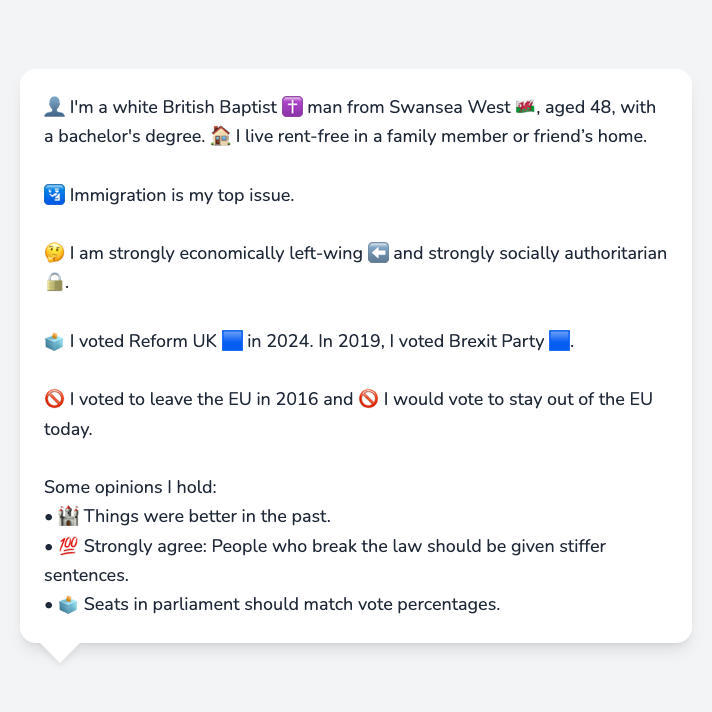 👤 I'm a white British Baptist ✝️ man from Swansea West 🏴󠁧󠁢󠁷󠁬󠁳󠁿, aged 48, with
a bachelor's degree. 🏠 I live rent-free in a family member or friend’s home.
🛂 Immigration is my top issue.
🤔 I am strongly economically left-wing ⬅️ and strongly socially authoritarian
🔒.
🗳️ I voted Reform UK 🟦 in 2024. In 2019, I voted Brexit Party 🟦.
🚫 I voted to leave the EU in 2016 and 🚫 I would vote to stay out of the EU
today.
Some opinions I hold:
• 🏰 Things were better in the past.
• 💯 Strongly agree: People who break the law should be given stiffer
sentences.
• 🗳️ Seats in parliament should match vote percentages.